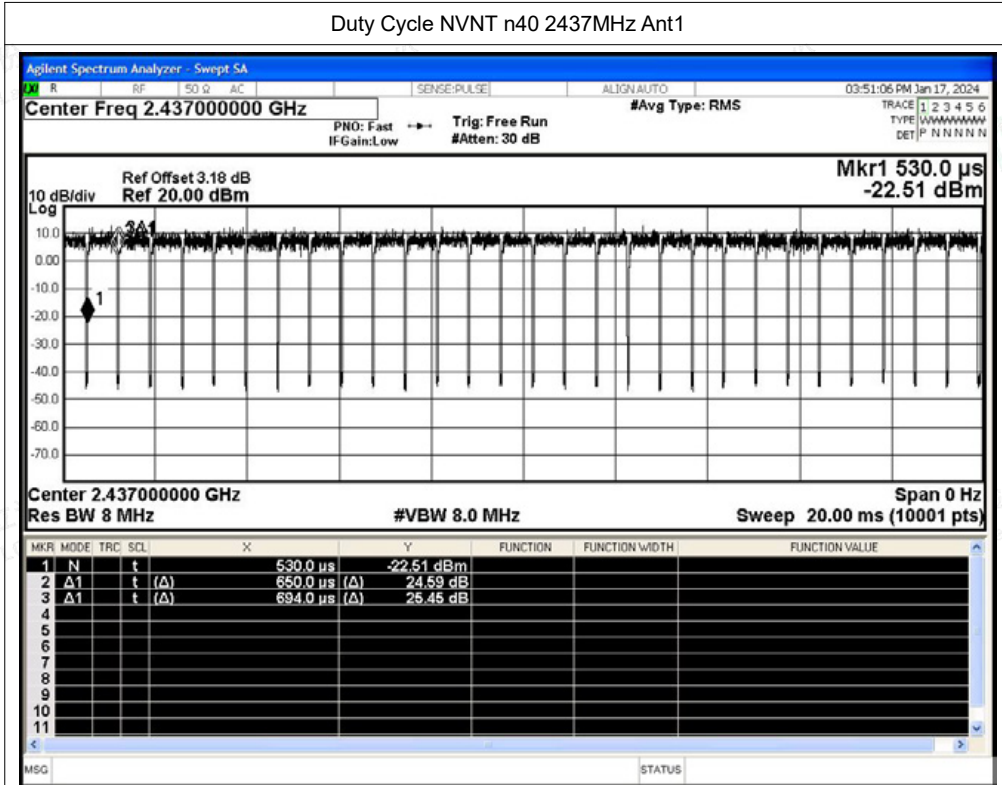 Duty Cycle NVNT n40 2437MHz Ant1
Agilent Spectrum Analyzer - Swept SA
R RF 50 Ω AC SENSE:PULSE ALIGN AUTO 03:51:06 PM Jan 17, 2024
Center Freq 2.437000000 GHz #Avg Type: RMS TRACE 1 2 3 4 5 6
PNO: Fast Trig: Free Run TYPE WWWWWW
IFGain:Low #Atten: 30 dB DET P N N N N N
Mkr1 530.0 µs
Ref Offset 3.18 dB
10 dB/div Ref 20.00 dBm -22.51 dBm
Log
10.0
3Δ1
0.00
-10.0
1
-20.0
-30.0
-40.0
-50.0
-60.0
-70.0
Center 2.437000000 GHz Span 0 Hz
Res BW 8 MHz #VBW 8.0 MHz Sweep 20.00 ms (10001 pts)
MKR MODE TRC SCL X Y FUNCTION FUNCTION WIDTH FUNCTION VALUE
1 N t 530.0 µs -22.51 dBm
2 Δ1 t (Δ) 650.0 µs (Δ) 24.59 dB
3 Δ1 t (Δ) 694.0 µs (Δ) 25.45 dB
4
5
6
7
8
9
10
11
MSG STATUS